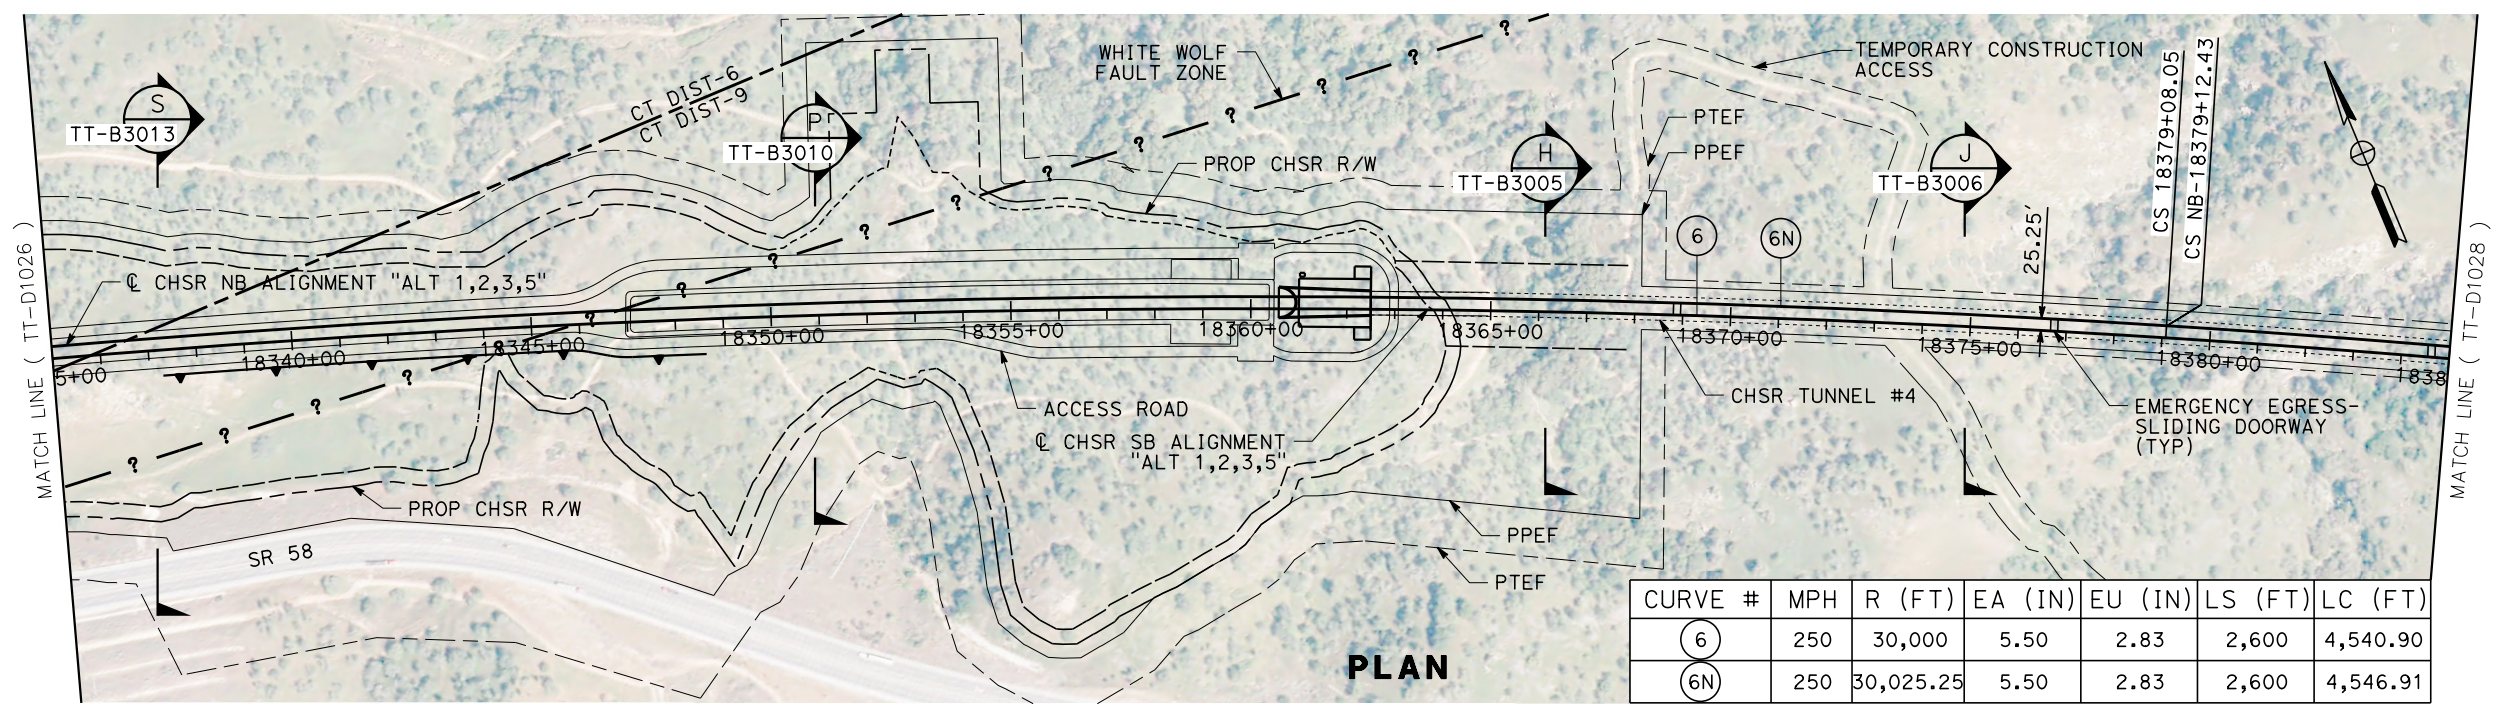 WHITE WOLF
FAULT ZONE
TEMPORARY CONSTRUCTION
ACCESS
CS 18379+08.05
CS NB-18379+12.43
CT DIST-6
CT DIST-9
S
TT-B3013
P
TT-B3010
H
TT-B3005
J
TT-B3006
PTEF
PPEF
PROP CHSR R/W
6
6N
25.25'
? ? ? ? ? ? ? ? ? ? ? ? ? ? ? ? ?
MATCH LINE ( TT-D1026 )
MATCH LINE ( TT-D1028 )
℄ CHSR NB ALIGNMENT "ALT 1,2,3,5"
5+00
18340+00
18345+00
18350+00
18355+00
18360+00
18365+00
18370+00
18375+00
18380+00
1838
ACCESS ROAD
℄ CHSR SB ALIGNMENT
"ALT 1,2,3,5"
CHSR TUNNEL #4
EMERGENCY EGRESS-
SLIDING DOORWAY
(TYP)
PROP CHSR R/W
SR 58
PPEF
PTEF
PLAN
CURVE # MPH R (FT) EA (IN) EU (IN) LS (FT) LC (FT)
6 250 30,000 5.50 2.83 2,600 4,540.90
6N 250 30,025.25 5.50 2.83 2,600 4,546.91